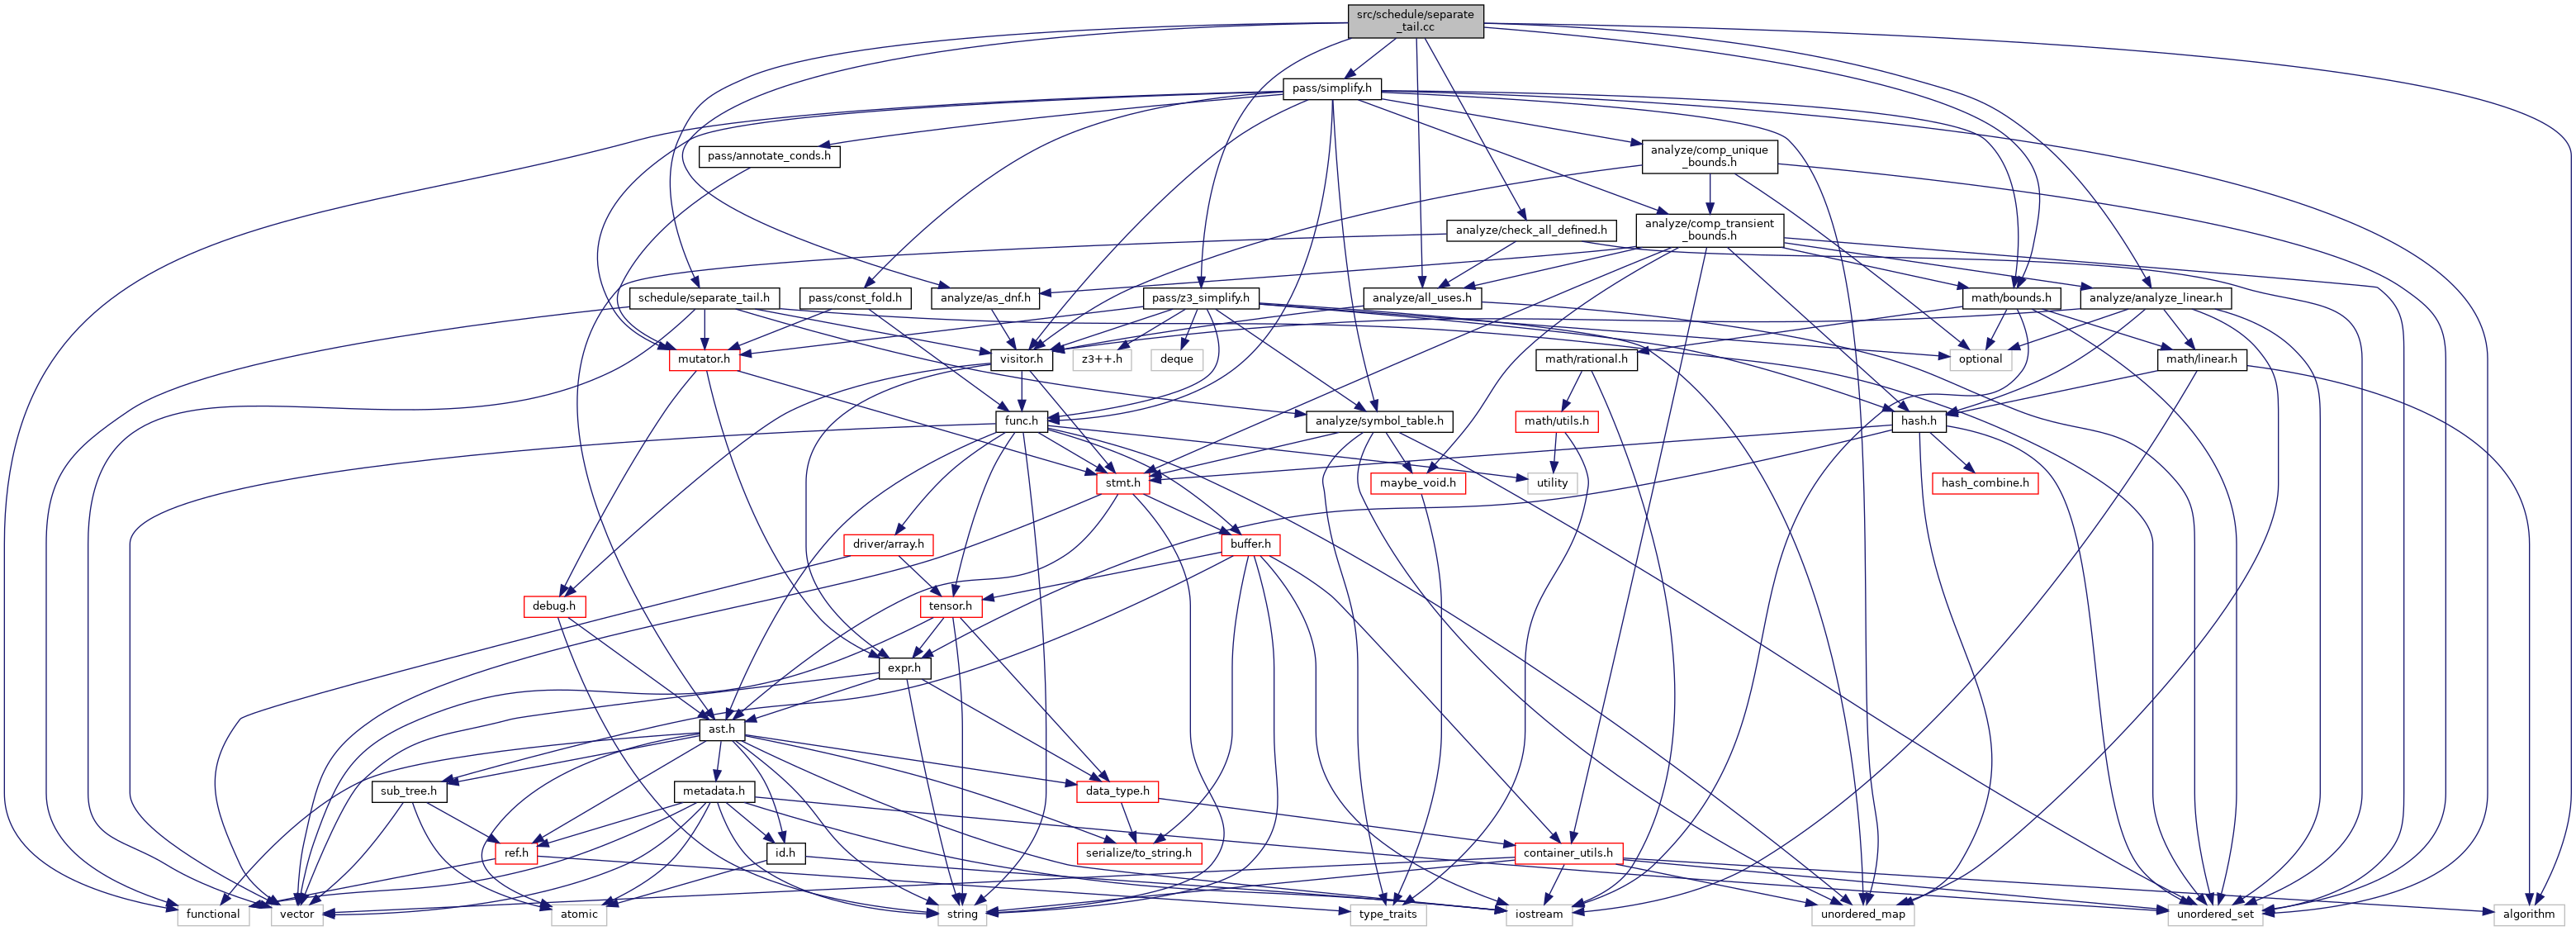 src/schedule/separate
_tail.cc
pass/simplify.h
pass/annotate_conds.h
analyze/comp_unique
_bounds.h
analyze/check_all_defined.h
analyze/comp_transient
_bounds.h
schedule/separate_tail.h
pass/const_fold.h
analyze/as_dnf.h
pass/z3_simplify.h
analyze/all_uses.h
math/bounds.h
analyze/analyze_linear.h
mutator.h
visitor.h
z3++.h
deque
math/rational.h
optional
math/linear.h
func.h
analyze/symbol_table.h
math/utils.h
hash.h
stmt.h
maybe_void.h
utility
hash_combine.h
driver/array.h
buffer.h
debug.h
tensor.h
expr.h
ast.h
sub_tree.h
metadata.h
data_type.h
ref.h
id.h
serialize/to_string.h
container_utils.h
functional
vector
atomic
string
type_traits
iostream
unordered_map
unordered_set
algorithm